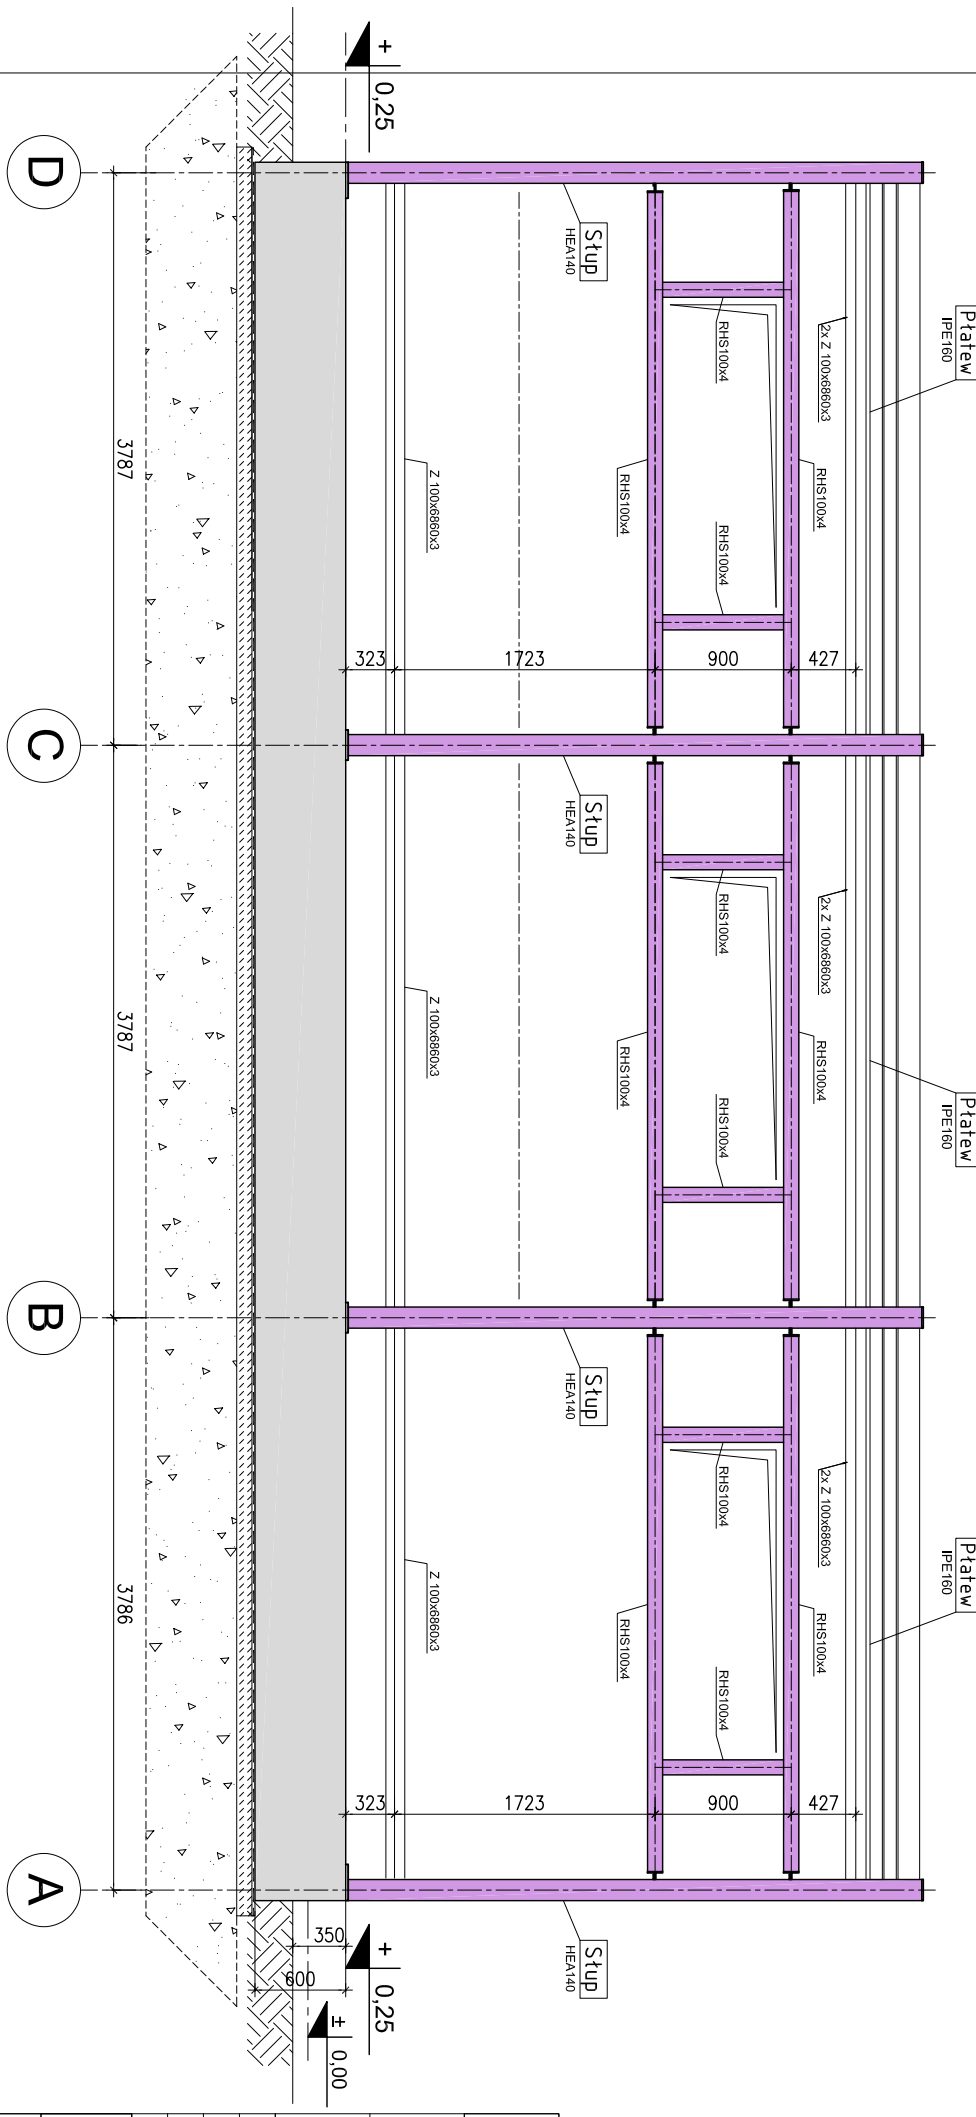 Płatew
IPE160
Płatew
IPE160
Płatew
IPE160
2x Z 100x6860x3
RHS100x4
2x Z 100x6860x3
RHS100x4
2x Z 100x6860x3
RHS100x4
427
427
RHS100x4
RHS100x4
RHS100x4
RHS100x4
RHS100x4
RHS100x4
900
900
RHS100x4
RHS100x4
RHS100x4
Słup
HEA140
Słup
HEA140
Słup
HEA140
Słup
HEA140
1723
1723
Z 100x6860x3
Z 100x6860x3
Z 100x6860x3
323
323
+ 0,25
+ 0,25
± 0,00
350
600
3787
3787
3786
D
C
B
A